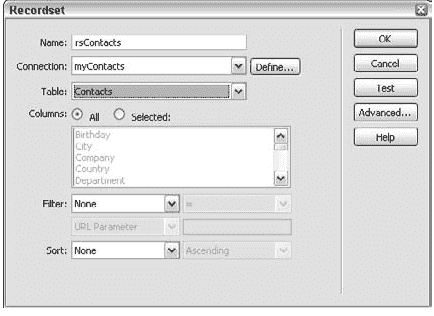 Recordset
Name: rsContacts
OK
Connection: myContacts Define...
Cancel
Table: Contacts
Test
Columns: All Selected:
Advanced...
Birthday
City
Company
Country
Department
Help
Filter: None =
URL Parameter
Sort: None Ascending